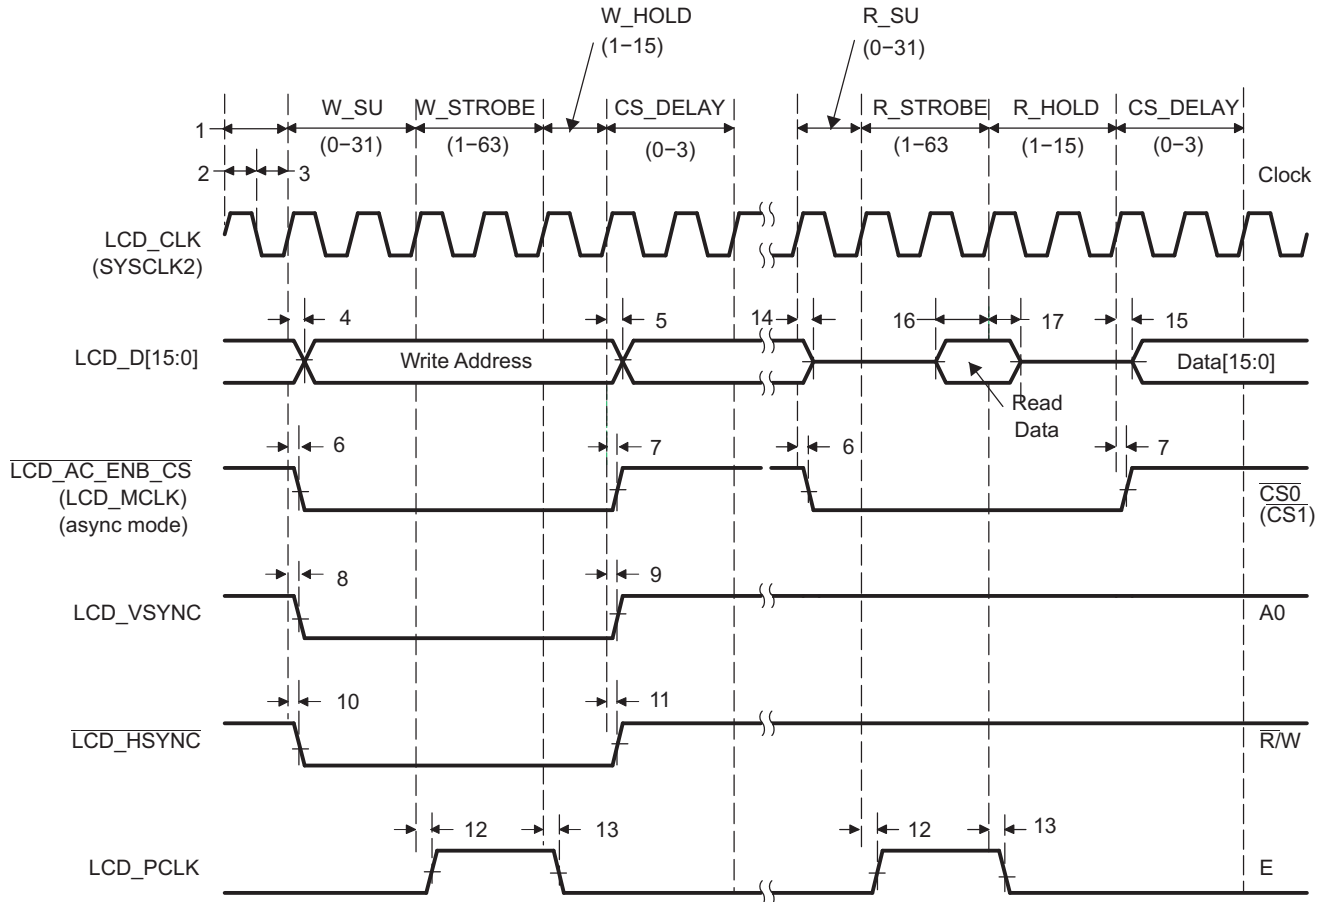 W_HOLD
(1−15)
R_SU
(0−31)
1
W_SU
(0−31)
W_STROBE
(1−63)
CS_DELAY
(0−3)
R_STROBE
(1−63
R_HOLD
(1−15)
CS_DELAY
(0−3)
2
3
Clock
LCD_CLK
(SYSCLK2)
4
5
14
16
17
15
LCD_D[15:0]
Write Address
Data[15:0]
Read
Data
6
7
6
7
LCD_AC_ENB_CS
(LCD_MCLK)
(async mode)
CS0
(CS1)
8
9
LCD_VSYNC
A0
10
11
LCD_HSYNC
R/W
12
13
12
13
LCD_PCLK
E